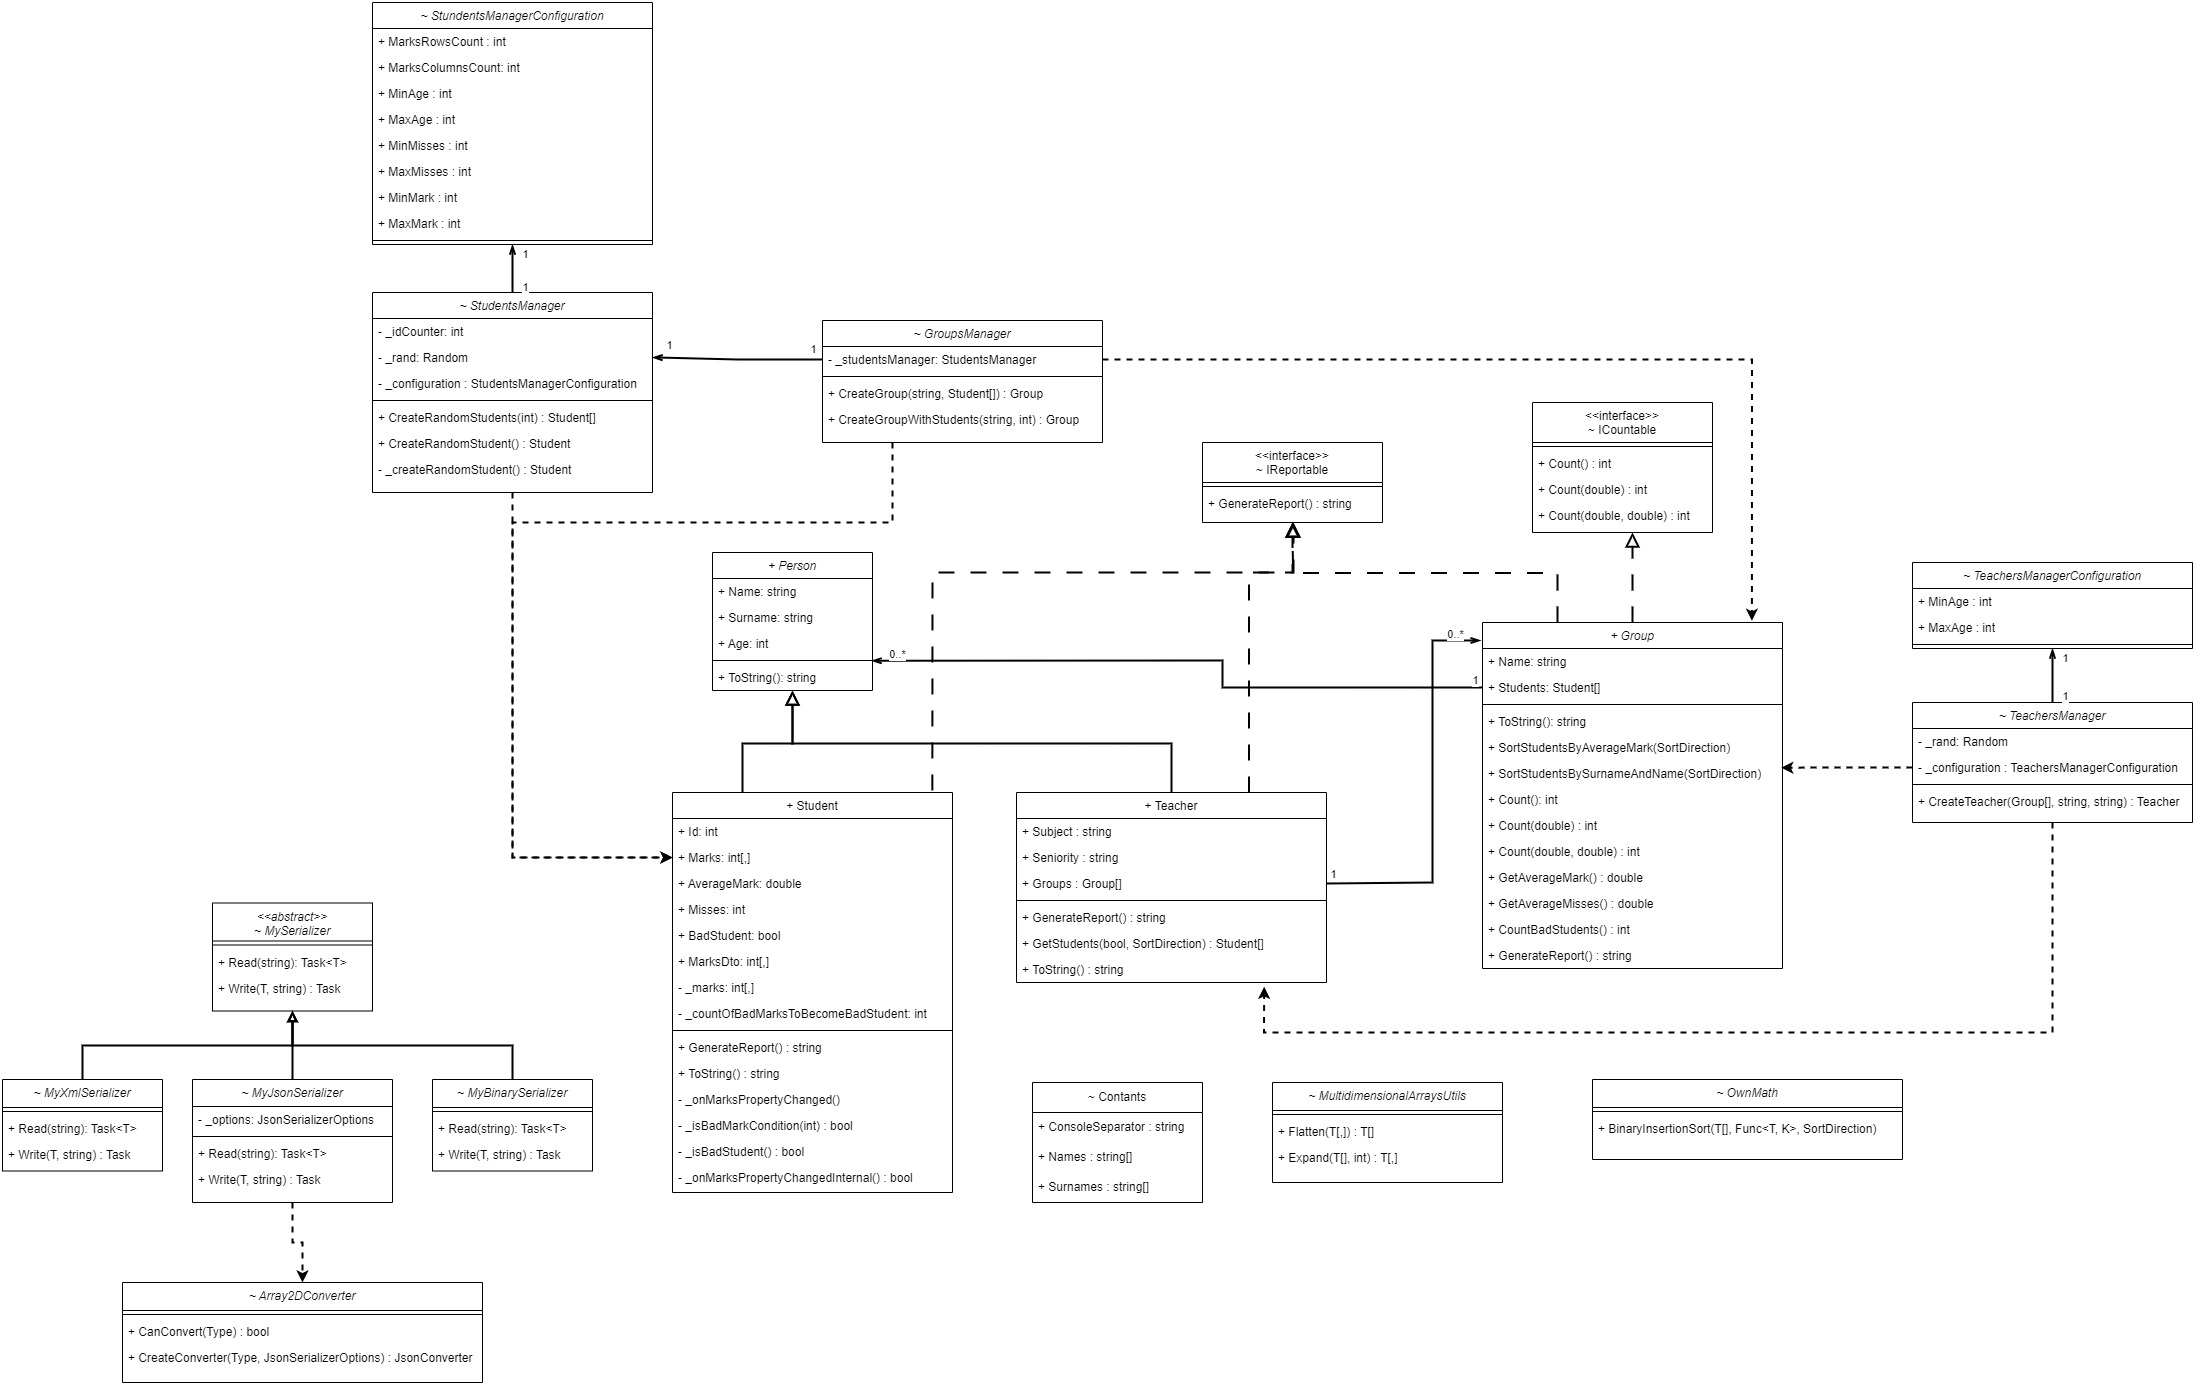 ~ StundentsManagerConfiguration
+ MarksRowsCount : int
+ MarksColumnsCount: int
+ MinAge : int
+ MaxAge : int
+ MinMisses : int
+ MaxMisses : int
+ MinMark : int
+ MaxMark : int
1
1
~ StudentsManager
- _idCounter: int
- _rand: Random
- _configuration : StudentsManagerConfiguration
+ CreateRandomStudents(int) : Student[]
+ CreateRandomStudent() : Student
- _createRandomStudent() : Student
1
1
~ GroupsManager
- _studentsManager: StudentsManager
+ CreateGroup(string, Student[]) : Group
+ CreateGroupWithStudents(string, int) : Group
<<interface>>
~ IReportable
+ GenerateReport() : string
<<interface>>
~ ICountable
+ Count() : int
+ Count(double) : int
+ Count(double, double) : int
+ Person
+ Name: string
+ Surname: string
+ Age: int
+ ToString(): string
0..*
1
0..*
1
+ Group
+ Name: string
+ Students: Student[]
+ ToString(): string
+ SortStudentsByAverageMark(SortDirection)
+ SortStudentsBySurnameAndName(SortDirection)
+ Count(): int
+ Count(double) : int
+ Count(double, double) : int
+ GetAverageMark() : double
+ GetAverageMisses() : double
+ CountBadStudents() : int
+ GenerateReport() : string
~ TeachersManagerConfiguration
+ MinAge : int
+ MaxAge : int
1
1
~ TeachersManager
- _rand: Random
- _configuration : TeachersManagerConfiguration
+ CreateTeacher(Group[], string, string) : Teacher
+ Student
+ Id: int
+ Marks: int[,]
+ AverageMark: double
+ Misses: int
+ BadStudent: bool
+ MarksDto: int[,]
- _marks: int[,]
- _countOfBadMarksToBecomeBadStudent: int
+ GenerateReport() : string
+ ToString() : string
- _onMarksPropertyChanged()
- _isBadMarkCondition(int) : bool
- _isBadStudent() : bool
- _onMarksPropertyChangedInternal() : bool
+ Teacher
+ Subject : string
+ Seniority : string
+ Groups : Group[]
+ GenerateReport() : string
+ GetStudents(bool, SortDirection) : Student[]
+ ToString() : string
<<abstract>>
~ MySerializer
+ Read(string): Task<T>
+ Write(T, string) : Task
~ MyXmlSerializer
+ Read(string): Task<T>
+ Write(T, string) : Task
~ MyJsonSerializer
- _options: JsonSerializerOptions
+ Read(string): Task<T>
+ Write(T, string) : Task
~ MyBinarySerializer
+ Read(string): Task<T>
+ Write(T, string) : Task
~ Contants
+ ConsoleSeparator : string
+ Names : string[]
+ Surnames : string[]
~ MultidimensionalArraysUtils
+ Flatten(T[,]) : T[]
+ Expand(T[], int) : T[,]
~ OwnMath
+ BinaryInsertionSort(T[], Func<T, K>, SortDirection)
~ Array2DConverter
+ CanConvert(Type) : bool
+ CreateConverter(Type, JsonSerializerOptions) : JsonConverter